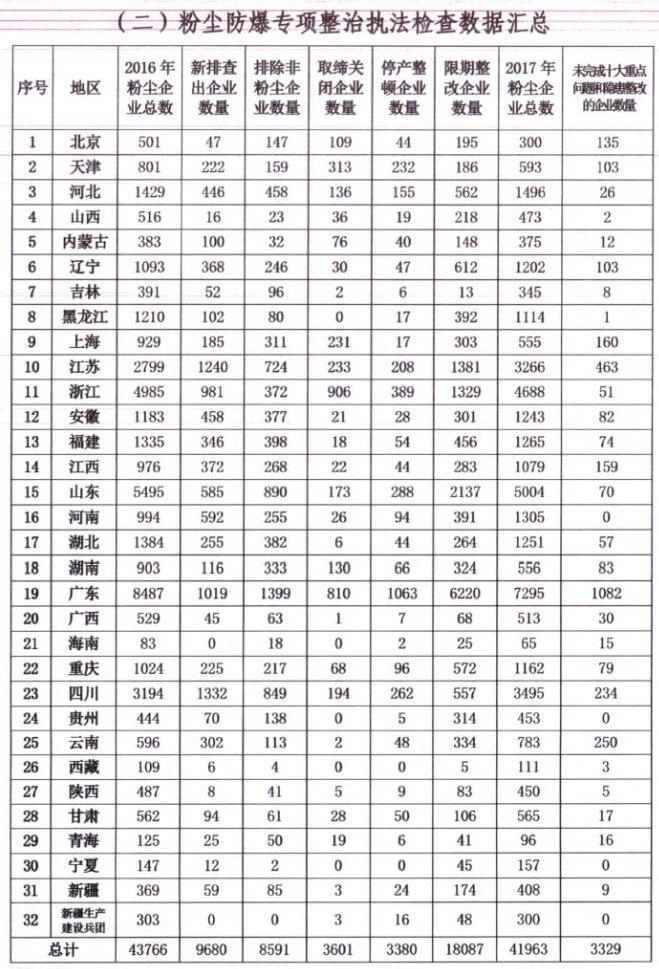 （二）粉尘防爆专项整治执法检查数据汇总
序号 地区 2016年粉尘企业总数 新排查出企业数量 排除非粉尘企业数量 取缔关闭企业数量 停产整顿企业数量 限期整改企业数量 2017年粉尘企业总数 未完成十大重点问题和隐患整改的企业数量
1 北京 501 47 147 109 44 195 300 135
2 天津 801 222 159 313 232 186 593 103
3 河北 1429 446 458 136 155 562 1496 26
4 山西 516 16 23 36 19 218 473 2
5 内蒙古 383 100 32 76 40 148 375 12
6 辽宁 1093 368 246 30 47 612 1202 103
7 吉林 391 52 96 2 6 13 345 8
8 黑龙江 1210 102 80 0 17 392 1114 1
9 上海 929 185 311 231 17 303 555 160
10 江苏 2799 1240 724 233 208 1381 3266 463
11 浙江 4985 981 372 906 389 1329 4688 51
12 安徽 1183 458 377 21 28 301 1243 82
13 福建 1335 346 398 18 54 456 1265 74
14 江西 976 372 268 22 44 283 1079 159
15 山东 5495 585 890 173 288 2137 5004 70
16 河南 994 592 255 26 94 391 1305 0
17 湖北 1384 255 382 6 44 264 1251 57
18 湖南 903 116 333 130 66 324 556 83
19 广东 8487 1019 1399 810 1063 6220 7295 1082
20 广西 529 45 63 1 7 68 513 30
21 海南 83 0 18 0 2 25 65 15
22 重庆 1024 225 217 68 96 572 1162 79
23 四川 3194 1332 849 194 262 557 3495 234
24 贵州 444 70 138 0 5 314 453 0
25 云南 596 302 113 2 48 334 783 250
26 西藏 109 6 4 0 0 5 111 3
27 陕西 487 8 41 5 9 83 450 5
28 甘肃 562 94 61 28 50 106 565 17
29 青海 125 25 50 19 6 41 96 16
30 宁夏 147 12 2 0 0 45 157 0
31 新疆 369 59 85 3 24 174 408 9
32 新疆生产建设兵团 303 0 0 3 16 48 300 0
总计 43766 9680 8591 3601 3380 18087 41963 3329